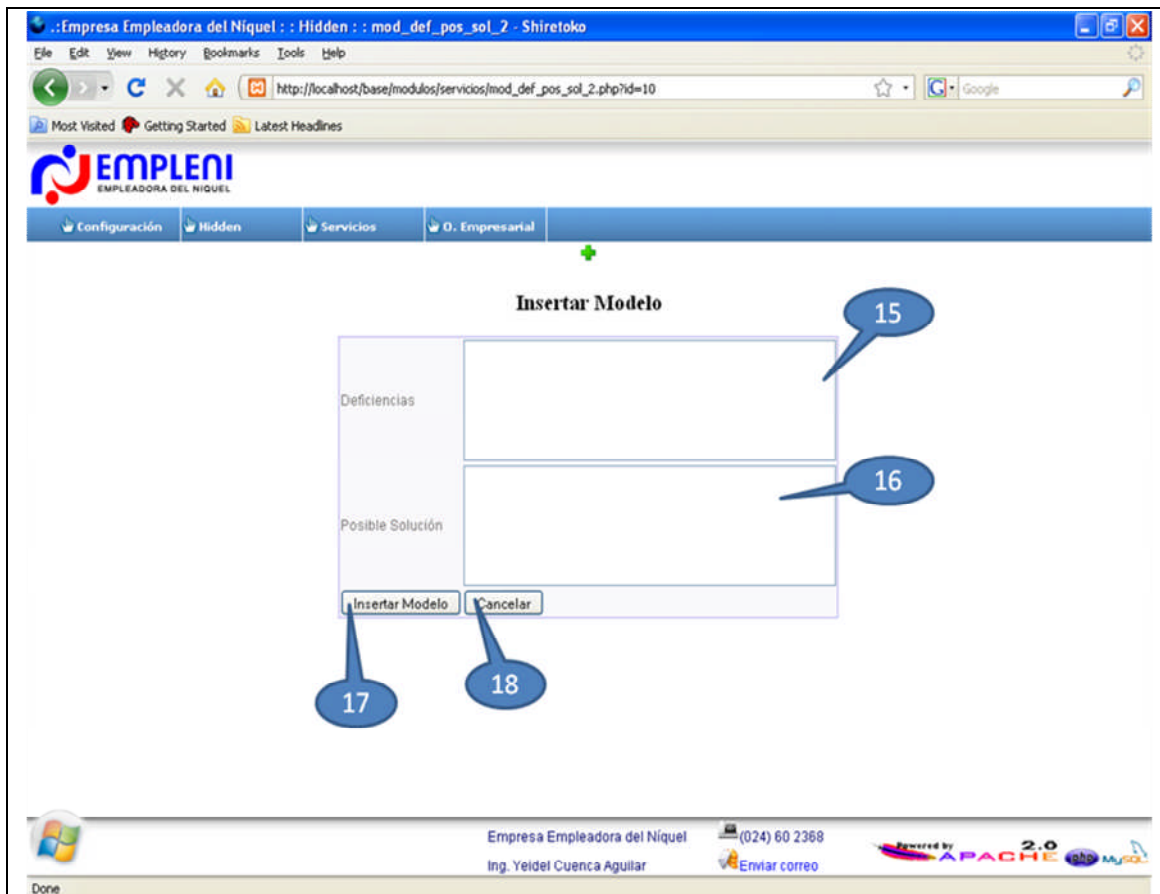 .:Empresa Empleadora del Níquel : : Hidden : : mod_def_pos_sol_2 - Shiretoko
File Edit View History Bookmarks Tools Help
http://localhost/base/modulos/servicios/mod_def_pos_sol_2.php?id=10
G Google
Most Visited Getting Started Latest Headlines
EMPLENI
EMPLEADORA DEL NIQUEL
Configuración Hidden Servicios O. Empresarial
Insertar Modelo
15
Deficiencias
16
Posible Solución
Insertar Modelo Cancelar
17
18
Empresa Empleadora del Níquel (024) 60 2368
Ing. Yeidel Cuenca Aguilar Enviar correo
Powered by APACHE 2.0 php MySQL
Done